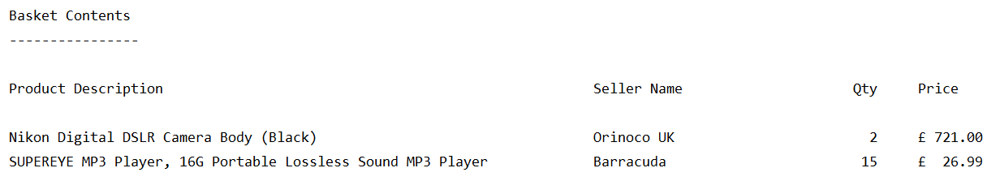 Basket Contents
----------------
Product Description Seller Name Qty Price
Nikon Digital DSLR Camera Body (Black) Orinoco UK 2 £ 721.00
SUPEREYE MP3 Player, 16G Portable Lossless Sound MP3 Player Barracuda 15 £ 26.99